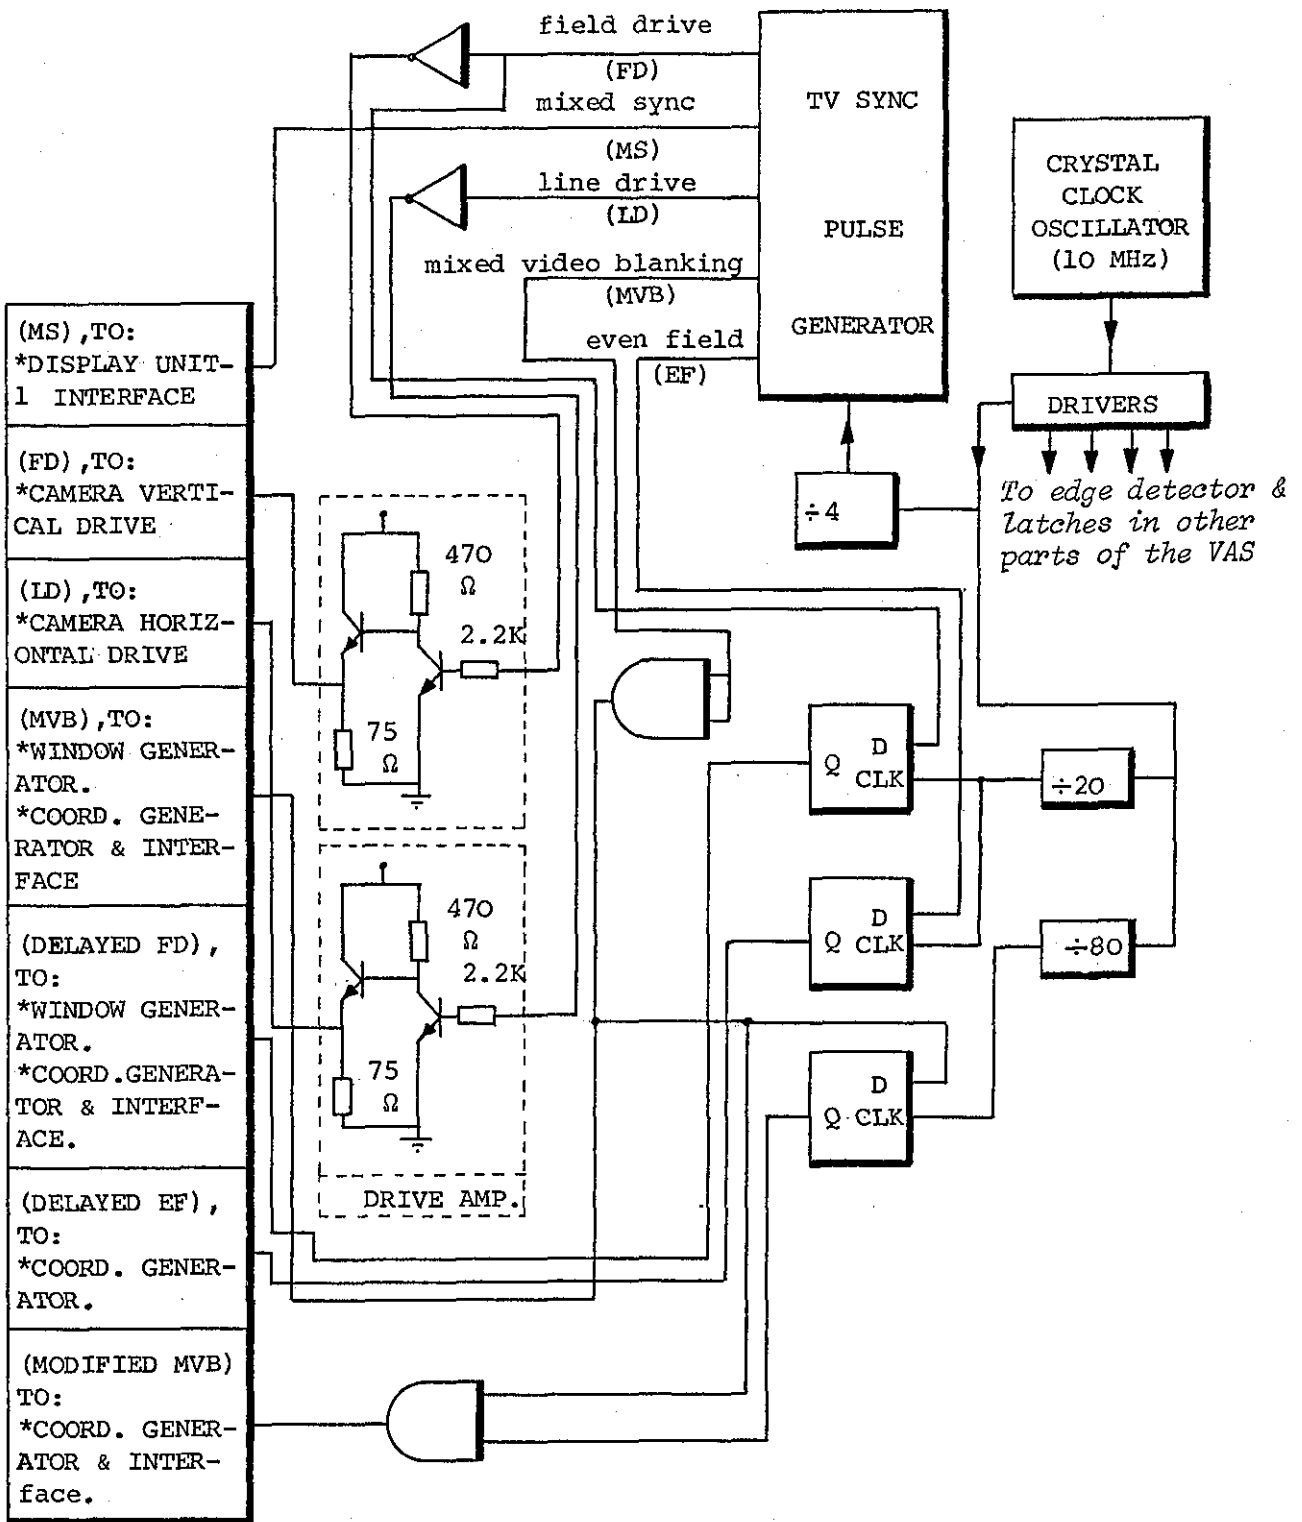 field drive
(FD)
mixed sync
(MS)
line drive
(LD)
mixed video blanking
(MVB)
even field
(EF)
TV SYNC
PULSE
GENERATOR
CRYSTAL
CLOCK
OSCILLATOR
(10 MHz)
DRIVERS
÷4
To edge detector &
latches in other
parts of the VAS
(MS),TO:
*DISPLAY UNIT-
1 INTERFACE
(FD),TO:
*CAMERA VERTI-
CAL DRIVE
(LD),TO:
*CAMERA HORIZ-
ONTAL DRIVE
(MVB),TO:
*WINDOW GENER-
ATOR.
*COORD. GENE-
RATOR & INTER-
FACE
(DELAYED FD),
TO:
*WINDOW GENER-
ATOR.
*COORD.GENERA-
TOR & INTERF-
ACE.
(DELAYED EF),
TO:
*COORD. GENER-
ATOR.
(MODIFIED MVB)
TO:
*COORD. GENER-
ATOR & INTER-
face.
470
Ω
2.2K
75
Ω
470
Ω
2.2K
75
Ω
DRIVE AMP.
D
Q CLK
÷20
D
Q CLK
÷80
D
Q CLK